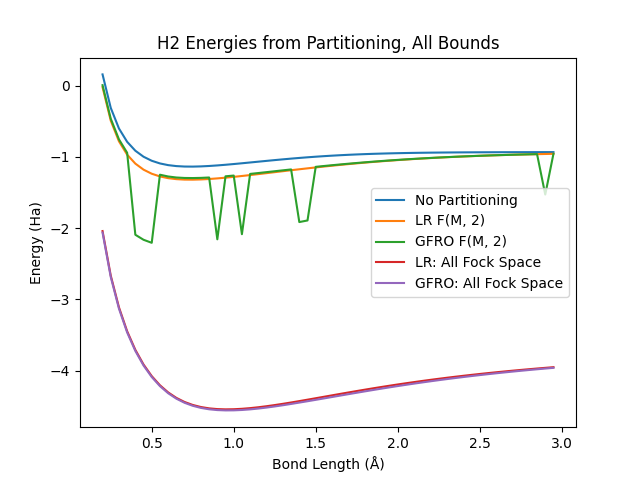 H2 Energies from Partitioning, All Bounds
Energy (Ha)
0
−1
−2
−3
−4
No Partitioning
LR F(M, 2)
GFRO F(M, 2)
LR: All Fock Space
GFRO: All Fock Space
0.5 1.0 1.5 2.0 2.5 3.0
Bond Length (Å)